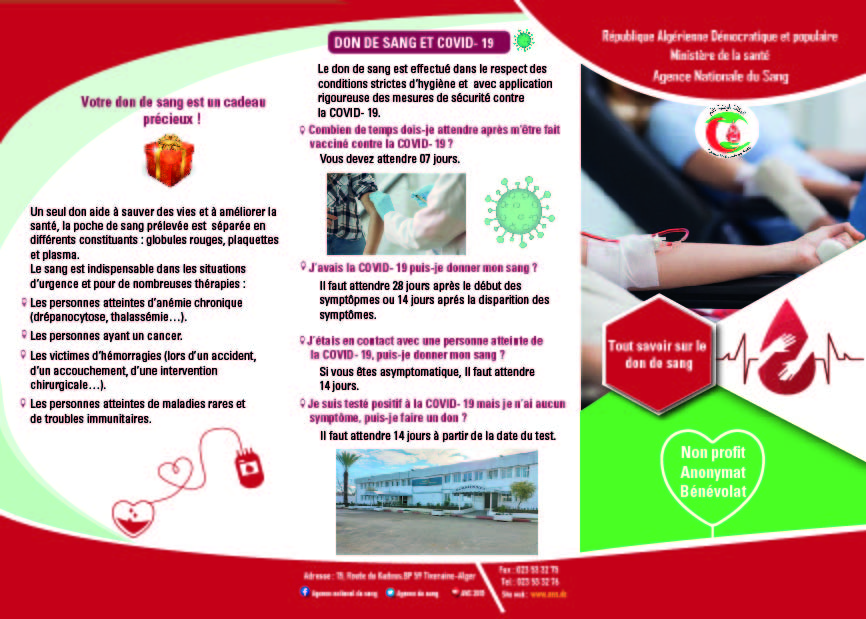 Votre don de sang est un cadeau
précieux !
Un seul don aide à sauver des vies et à améliorer la
santé, la poche de sang prélevée est séparée en
différents constituants : globules rouges, plaquettes
et plasma.
Le sang est indispensable dans les situations
d'urgence et pour de nombreuses thérapies :
Les personnes atteintes d'anémie chronique
(drépanocytose, thalassémie…).
Les personnes ayant un cancer.
Les victimes d'hémorragies (lors d'un accident,
d'un accouchement, d'une intervention
chirurgicale…).
Les personnes atteintes de maladies rares et
de troubles immunitaires.
DON DE SANG ET COVID- 19
Le don de sang est effectué dans le respect des
conditions strictes d'hygiène et avec application
rigoureuse des mesures de sécurité contre
la COVID- 19.
Combien de temps dois-je attendre après m'être fait
vacciné contre la COVID- 19 ?
Vous devez attendre 07 jours.
J'avais la COVID- 19 puis-je donner mon sang ?
Il faut attendre 28 jours après le début des
symptôpmes ou 14 jours aprés la disparition des
symptômes.
J'étais en contact avec une personne atteinte de
la COVID- 19, puis-je donner mon sang ?
Si vous êtes asymptomatique, Il faut attendre
14 jours.
Je suis testé positif à la COVID- 19 mais je n'ai aucun
symptôme, puis-je faire un don ?
Il faut attendre 14 jours à partir de la date du test.
Adresse : Route de BP Tixeraine-Alger
Fax : 023 55 32 75
Tel : 023 55 32 76
Site web : www.ans.dz
Agence national du sang
Agence du sang
République Algérienne Démocratique et populaire
Ministère de la santé
Agence Nationale du Sang
Tout savoir sur le
don de sang
Non profit
Anonymat
Bénévolat